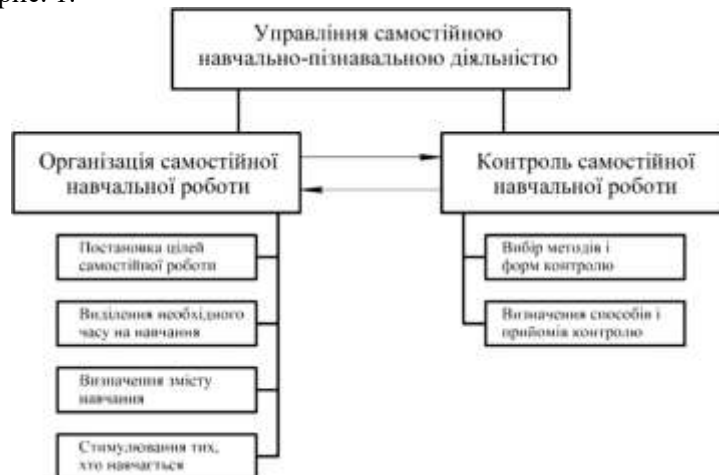 рис. 1.
Управління самостійною
навчально-пізнавальною діяльністю
Організація самостійної
навчальної роботи
Контроль самостійної
навчальної роботи
Постановка цілей
самостійної роботи
Виділення необхідного
часу на навчання
Визначення змісту
навчання
Стимулювання тих,
хто навчається
Вибір методів і
форм контролю
Визначення способів і
прийомів контролю